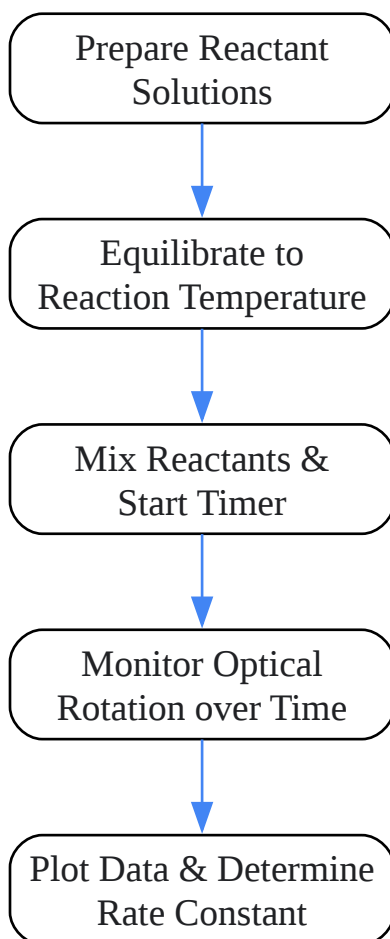 Prepare Reactant
Solutions
Equilibrate to
Reaction Temperature
Mix Reactants &
Start Timer
Monitor Optical
Rotation over Time
Plot Data & Determine
Rate Constant